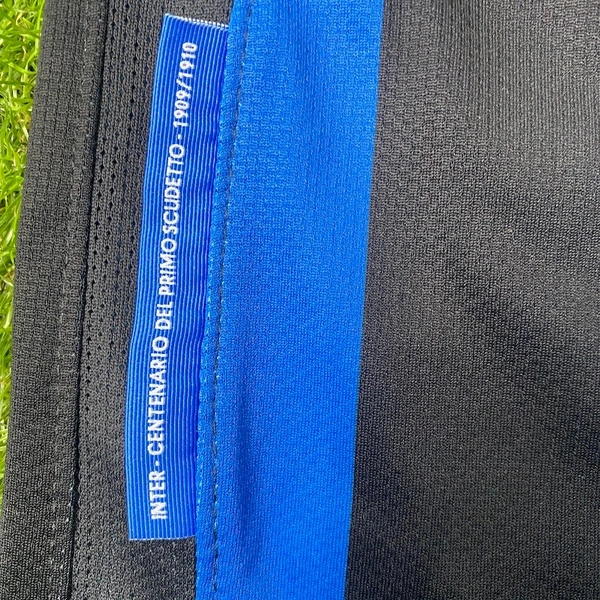 INTER · CENTENARIO DEL PRIMO SCUDETTO · 1909/1910